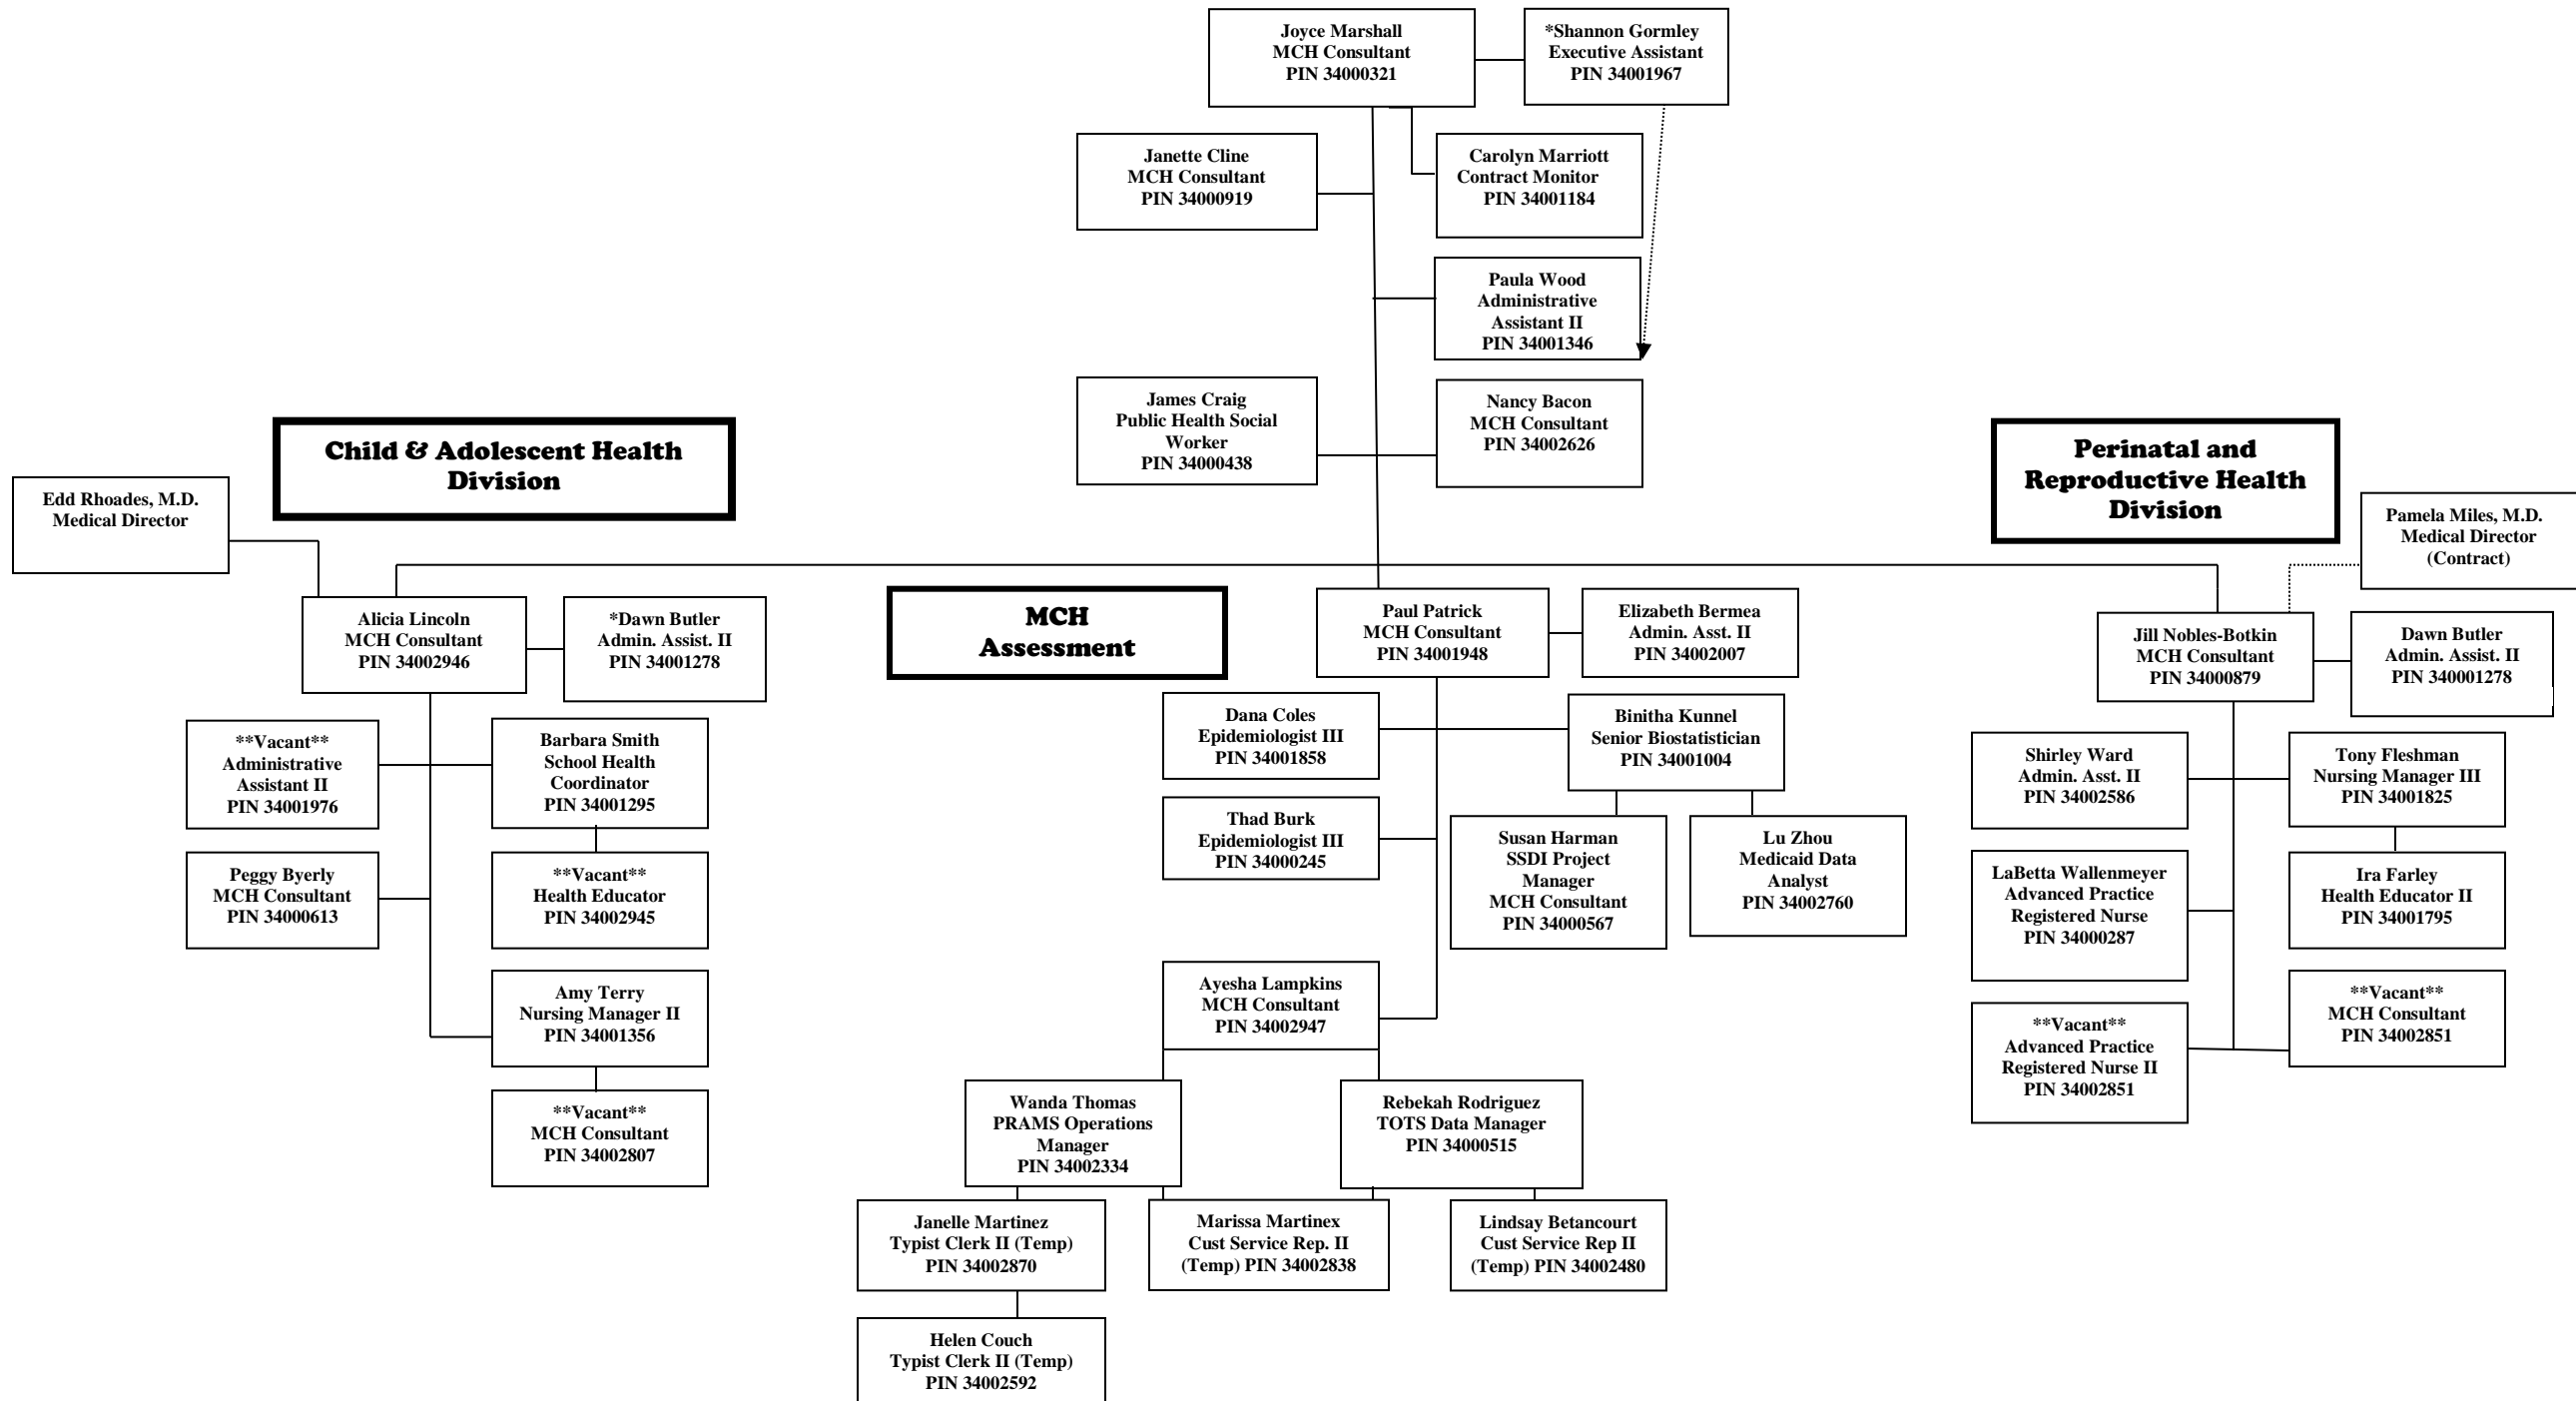 Joyce Marshall
MCH Consultant
PIN 34000321
*Shannon Gormley
Executive Assistant
PIN 34001967
Janette Cline
MCH Consultant
PIN 34000919
Carolyn Marriott
Contract Monitor
PIN 34001184
Paula Wood
Administrative
Assistant II
PIN 34001346
James Craig
Public Health Social
Worker
PIN 34000438
Nancy Bacon
MCH Consultant
PIN 34002626
Child & Adolescent Health
Division
Edd Rhoades, M.D.
Medical Director
Alicia Lincoln
MCH Consultant
PIN 34002946
*Dawn Butler
Admin. Assist. II
PIN 34001278
**Vacant**
Administrative
Assistant II
PIN 34001976
Barbara Smith
School Health
Coordinator
PIN 34001295
Peggy Byerly
MCH Consultant
PIN 34000613
**Vacant**
Health Educator
PIN 34002945
Amy Terry
Nursing Manager II
PIN 34001356
**Vacant**
MCH Consultant
PIN 34002807
MCH
Assessment
Paul Patrick
MCH Consultant
PIN 34001948
Elizabeth Bermea
Admin. Asst. II
PIN 34002007
Dana Coles
Epidemiologist III
PIN 34001858
Binitha Kunnel
Senior Biostatistician
PIN 34001004
Thad Burk
Epidemiologist III
PIN 34000245
Susan Harman
SSDI Project
Manager
MCH Consultant
PIN 34000567
Lu Zhou
Medicaid Data
Analyst
PIN 34002760
Ayesha Lampkins
MCH Consultant
PIN 34002947
Wanda Thomas
PRAMS Operations
Manager
PIN 34002334
Rebekah Rodriguez
TOTS Data Manager
PIN 34000515
Janelle Martinez
Typist Clerk II (Temp)
PIN 34002870
Marissa Martinex
Cust Service Rep. II
(Temp) PIN 34002838
Lindsay Betancourt
Cust Service Rep II
(Temp) PIN 34002480
Helen Couch
Typist Clerk II (Temp)
PIN 34002592
Perinatal and
Reproductive Health
Division
Pamela Miles, M.D.
Medical Director
(Contract)
Jill Nobles-Botkin
MCH Consultant
PIN 34000879
Dawn Butler
Admin. Assist. II
PIN 340001278
Shirley Ward
Admin. Asst. II
PIN 34002586
Tony Fleshman
Nursing Manager III
PIN 34001825
LaBetta Wallenmeyer
Advanced Practice
Registered Nurse
PIN 34000287
Ira Farley
Health Educator II
PIN 34001795
**Vacant**
Advanced Practice
Registered Nurse II
PIN 34002851
**Vacant**
MCH Consultant
PIN 34002851